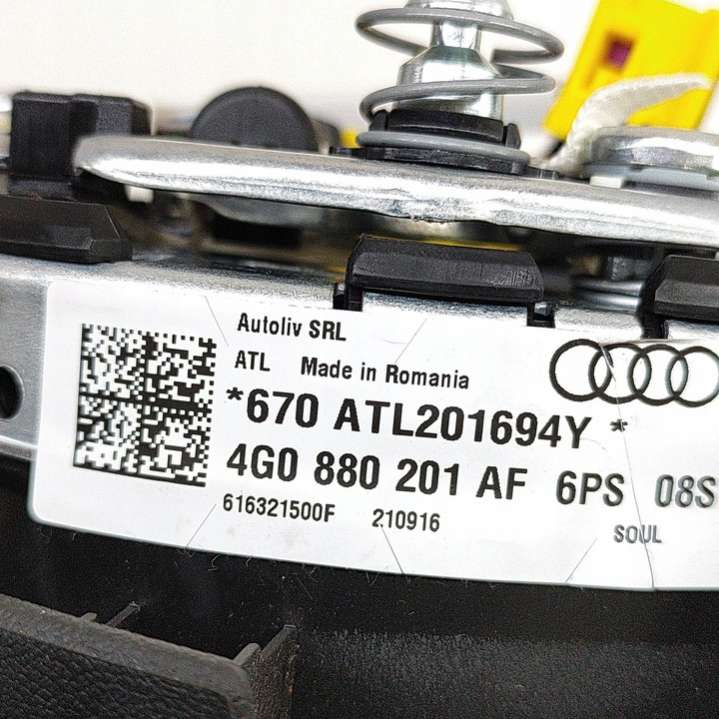 Autoliv SRL
ATL Made in Romania
*670 ATL201694Y *
4G0 880 201 AF 6PS 08S
616321500F 210916
SOUL